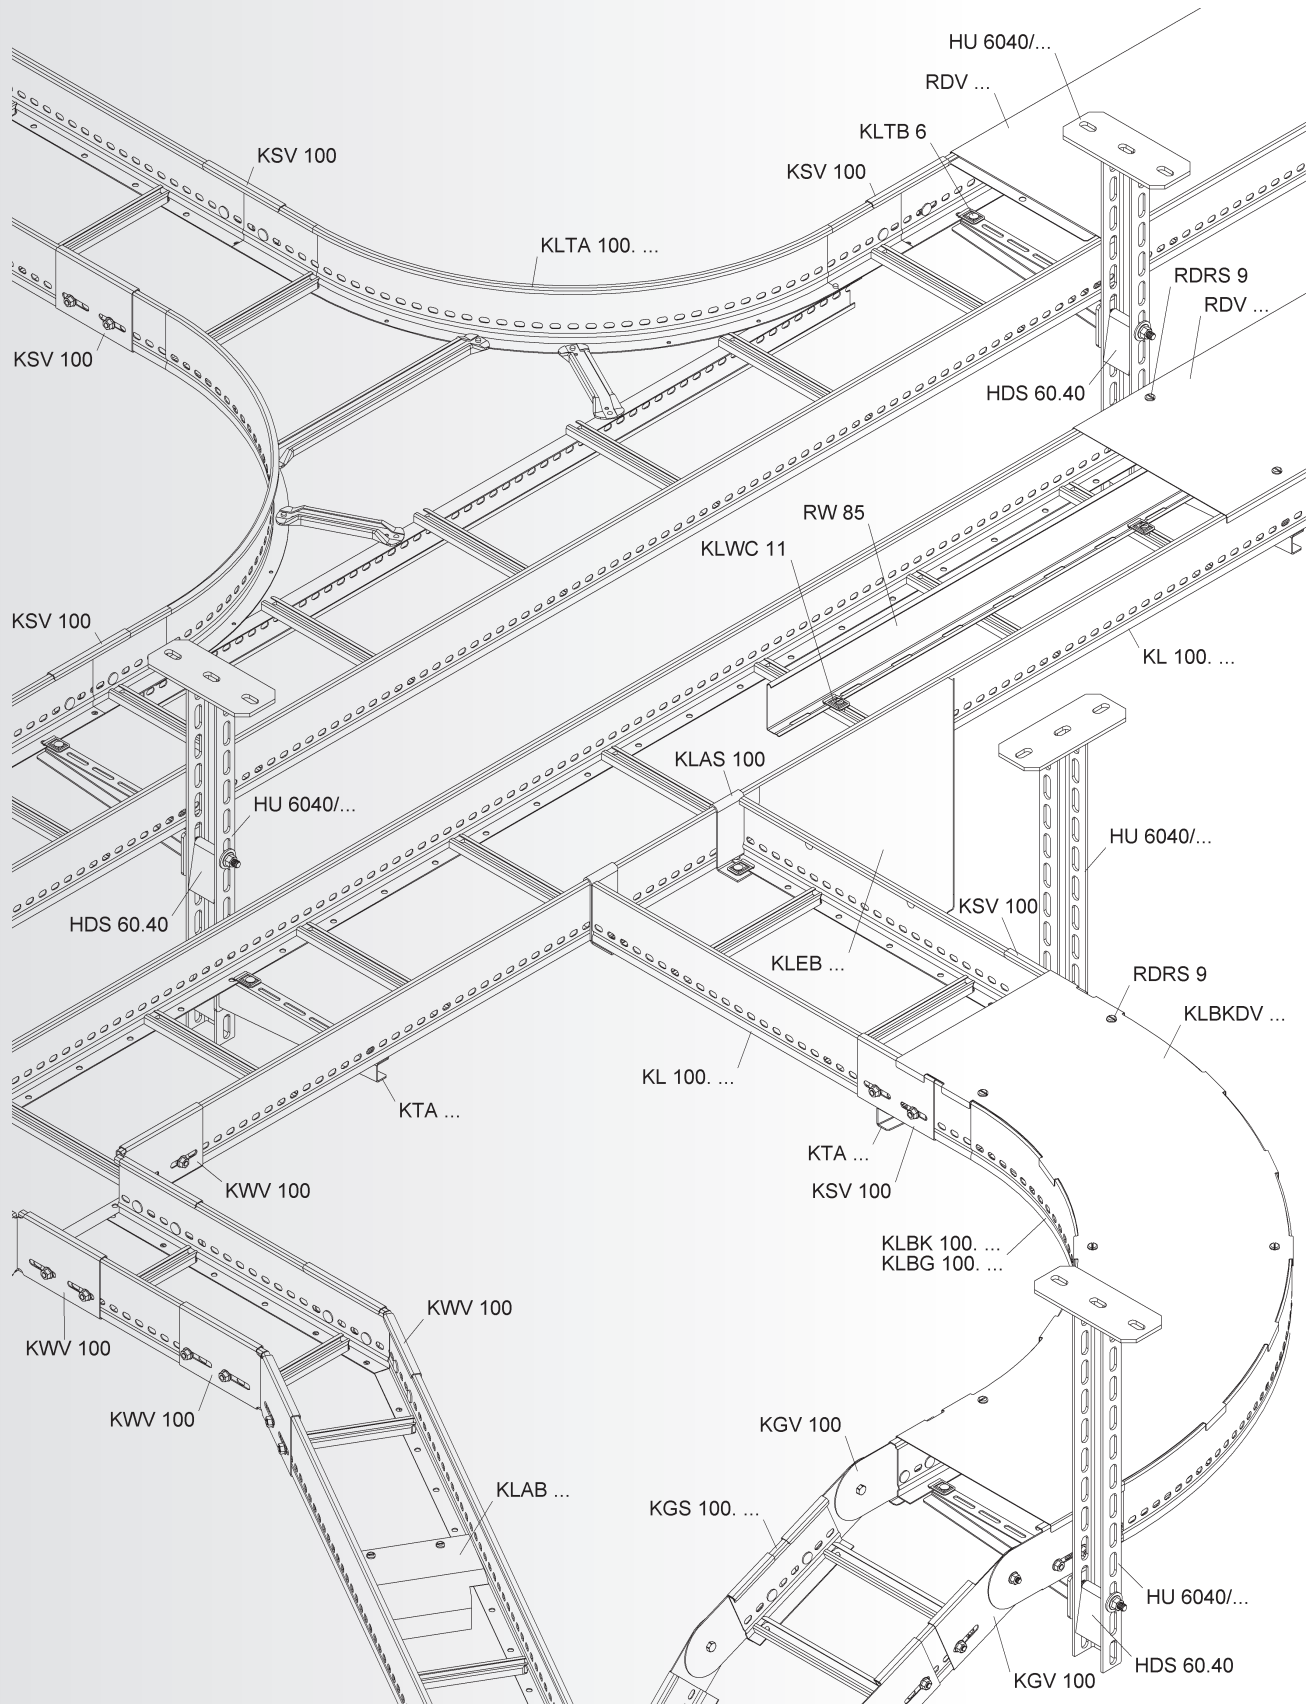 HU 6040/...
RDV ...
KLTB 6
KSV 100
KSV 100
KLTA 100. ...
RDRS 9
RDV ...
KSV 100
HDS 60.40
RW 85
KLWC 11
KSV 100
KL 100. ...
KLAS 100
HU 6040/...
HU 6040/...
KSV 100
HDS 60.40
KLEB ...
RDRS 9
KLBKDV ...
KL 100. ...
KTA ...
KTA ...
KWV 100
KSV 100
KLBK 100. ...
KLBG 100. ...
KWV 100
KWV 100
KWV 100
KGV 100
KLAB ...
KGS 100. ...
HU 6040/...
HDS 60.40
KGV 100